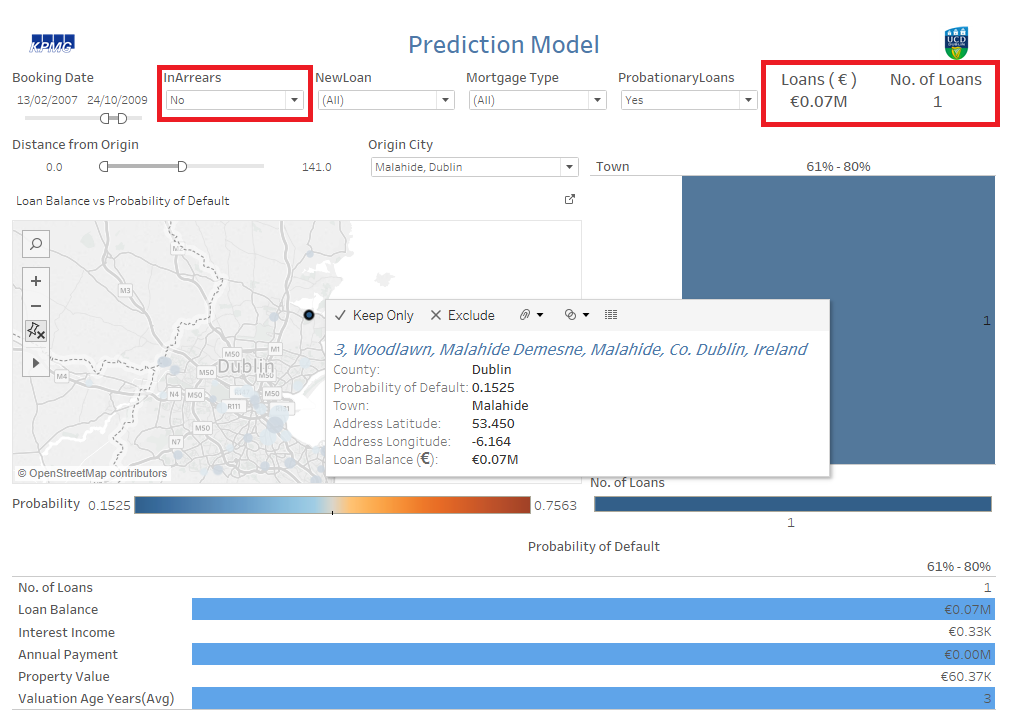 KPMG
Prediction Model
UCD
DUBLIN
Booking Date
InArrears
NewLoan
Mortgage Type
ProbationaryLoans
Loans ( € )
No. of Loans
13/02/2007
24/10/2009
No
(All)
(All)
Yes
€0.07M
1
Distance from Origin
Origin City
0.0
141.0
Malahide, Dublin
Town
61% - 80%
Loan Balance vs Probability of Default
M3
M50
M1
M50
Dublin
M50
M50
M4
N4
M50
M50
R111
M50
N7
© OpenStreetMap contributors
Keep Only
Exclude
3, Woodlawn, Malahide Demesne, Malahide, Co. Dublin, Ireland
County: Dublin
Probability of Default: 0.1525
Town: Malahide
Address Latitude: 53.450
Address Longitude: -6.164
Loan Balance (€): €0.07M
1
No. of Loans
1
Probability
0.1525
0.7563
Probability of Default
61% - 80%
No. of Loans 1
Loan Balance €0.07M
Interest Income €0.33K
Annual Payment €0.00M
Property Value €60.37K
Valuation Age Years(Avg) 3